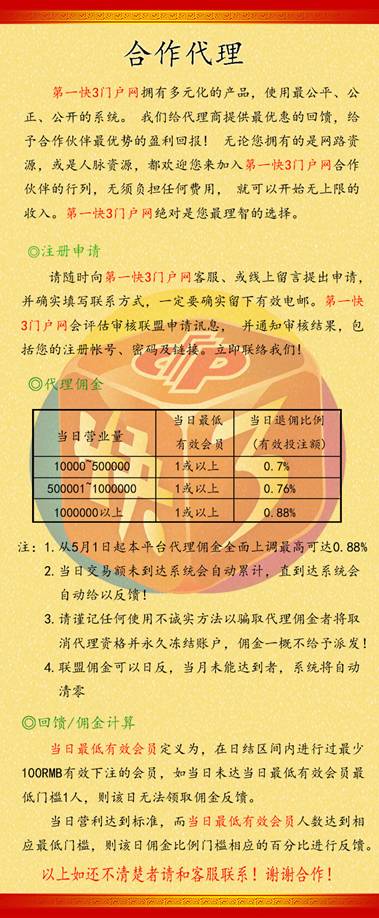 合作代理
第一快3门户网拥有多元化的产品，使用最公平、公
正、公开的系统。 我们给代理商提供最优惠的回馈，给
予合作伙伴最优势的盈利回报！ 无论您拥有的是网路资
源，或是人脉资源，都欢迎您来加入第一快3门户网合作
伙伴的行列，无须负担任何费用， 就可以开始无上限的
收入。第一快3门户网绝对是您最理智的选择。
◎注册申请
请随时向第一快3门户网客服、或线上留言提出申请，
并确实填写联系方式，一定要确实留下有效电邮。第一快
3门户网会评估审核联盟申请讯息， 并通知审核结果，包
括您的注册帐号、密码及链接。立即联络我们！
◎代理佣金
当日营业量 当日最低有效会员 当日退佣比例(有效投注额)
10000~500000 1或以上 0.7%
500001~1000000 1或以上 0.76%
1000000以上 1或以上 0.88%
注：1.从5月1日起本平台代理佣金全面上调最高可达0.88%
2.当日交易额未到达系统会自动累计，直到达系统会
自动给以反馈！
3.请谨记任何使用不诚实方法以骗取代理佣金者将取
消代理资格并永久冻结账户，佣金一概不给予派发！
4.联盟佣金可以日反，当月未能达到者，系统将自动
清零
◎回馈/佣金计算
当日最低有效会员定义为，在日结区间内进行过最少
100RMB有效下注的会员，如当日未达当日最低有效会员最
低门槛1人，则该日无法领取佣金反馈。
当日营利达到标准，而当日最低有效会员人数达到相
应最低门槛，则该日佣金比例门槛相应的百分比进行反馈。
以上如还不清楚者请和客服联系！谢谢合作！
快3